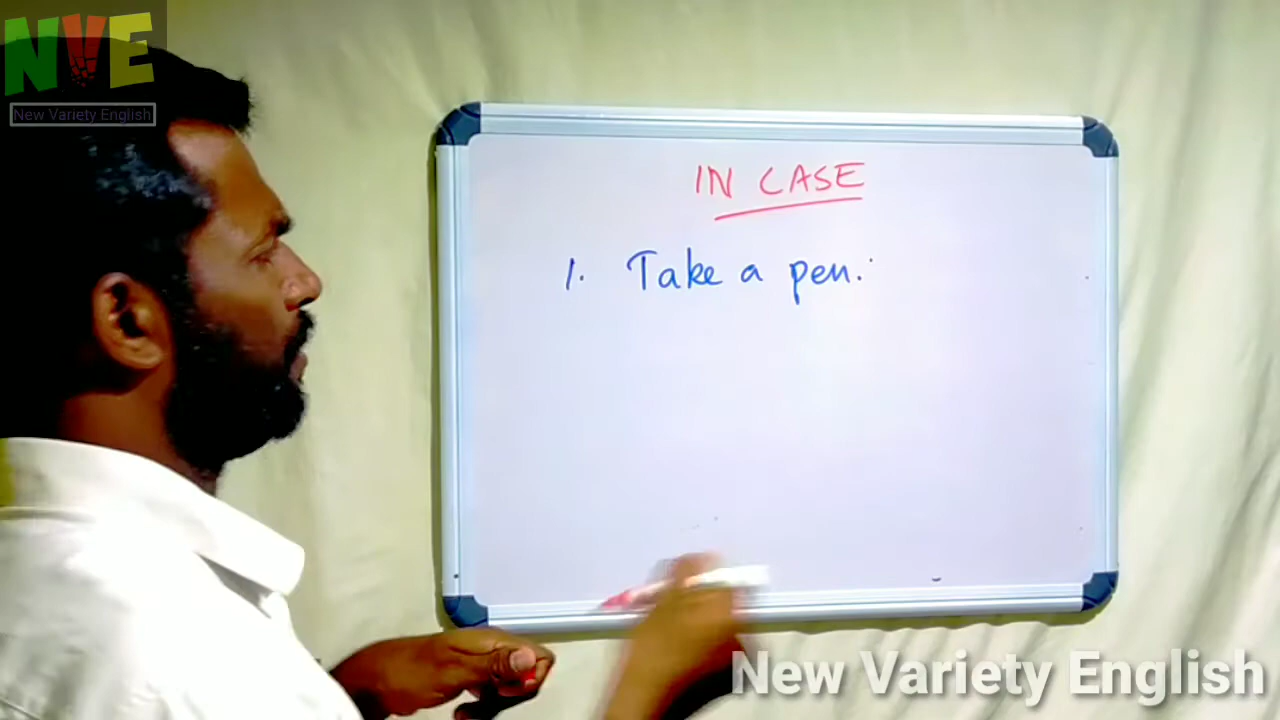 NVE
New Variety English
IN CASE
1. Take a pen.
New Variety English